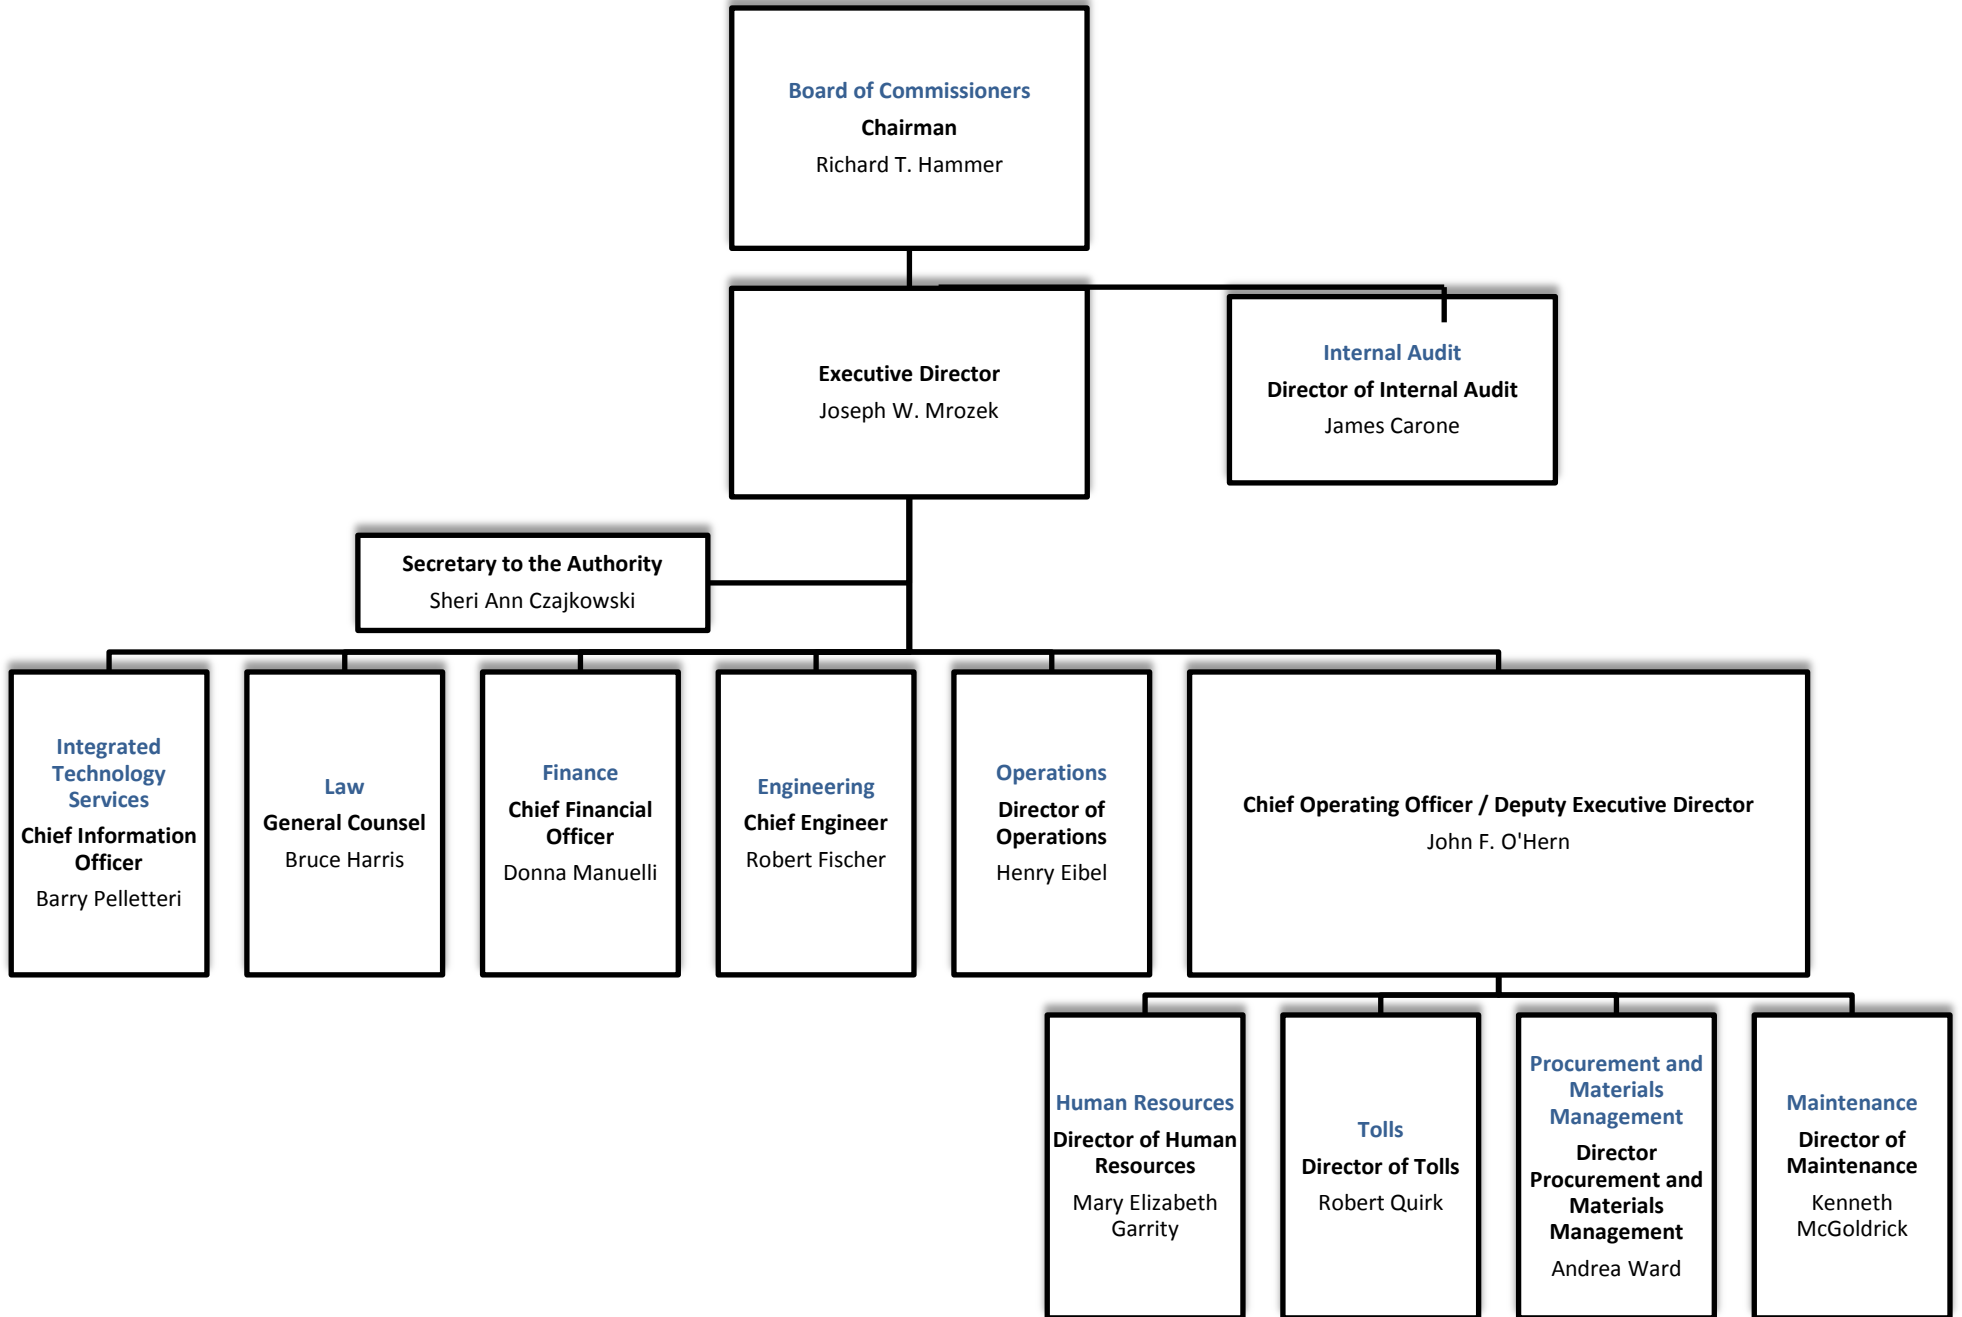 Board of Commissioners
Chairman
Richard T. Hammer
Executive Director
Joseph W. Mrozek
Internal Audit
Director of Internal Audit
James Carone
Secretary to the Authority
Sheri Ann Czajkowski
Integrated
Technology
Services
Chief Information
Officer
Barry Pelletteri
Law
General Counsel
Bruce Harris
Finance
Chief Financial
Officer
Donna Manuelli
Engineering
Chief Engineer
Robert Fischer
Operations
Director of
Operations
Henry Eibel
Chief Operating Officer / Deputy Executive Director
John F. O'Hern
Human Resources
Director of Human
Resources
Mary Elizabeth
Garrity
Tolls
Director of Tolls
Robert Quirk
Procurement and
Materials
Management
Director
Procurement and
Materials
Management
Andrea Ward
Maintenance
Director of
Maintenance
Kenneth
McGoldrick